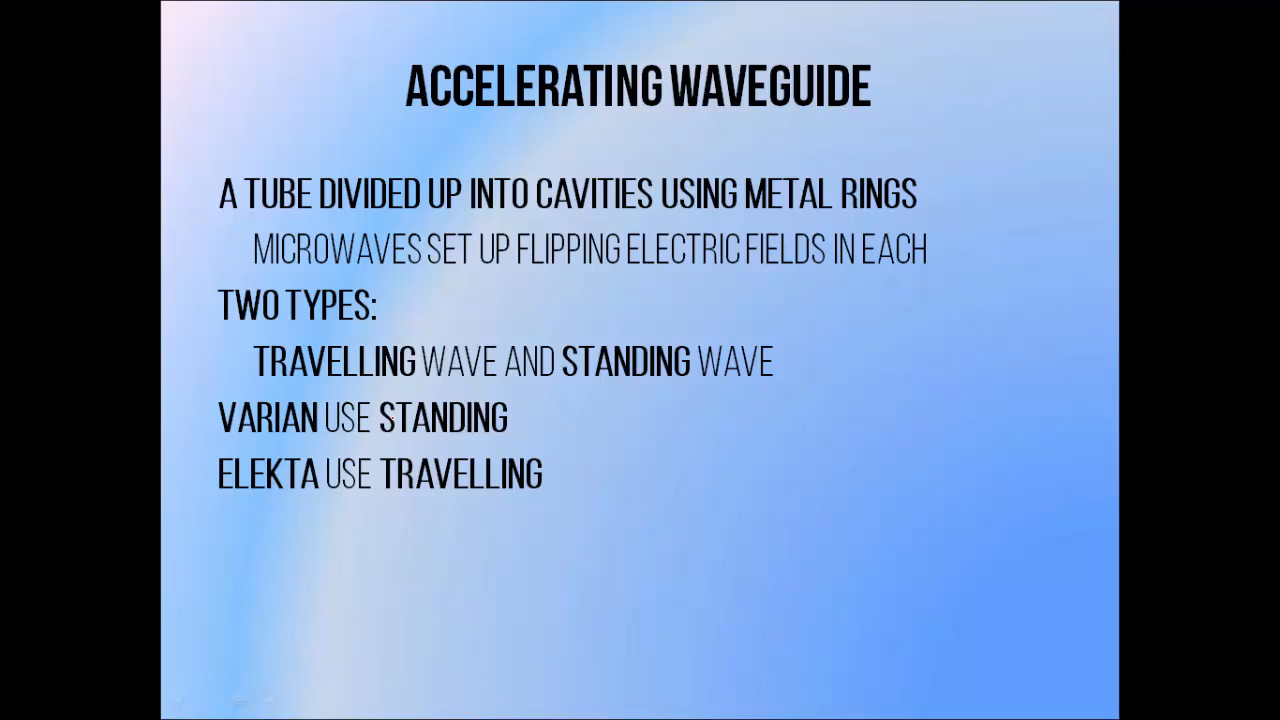 ACCELERATING WAVEGUIDE
A TUBE DIVIDED UP INTO CAVITIES USING METAL RINGS
MICROWAVES SET UP FLIPPING ELECTRIC FIELDS IN EACH
TWO TYPES:
TRAVELLING WAVE AND STANDING WAVE
VARIAN USE STANDING
ELEKTA USE TRAVELLING